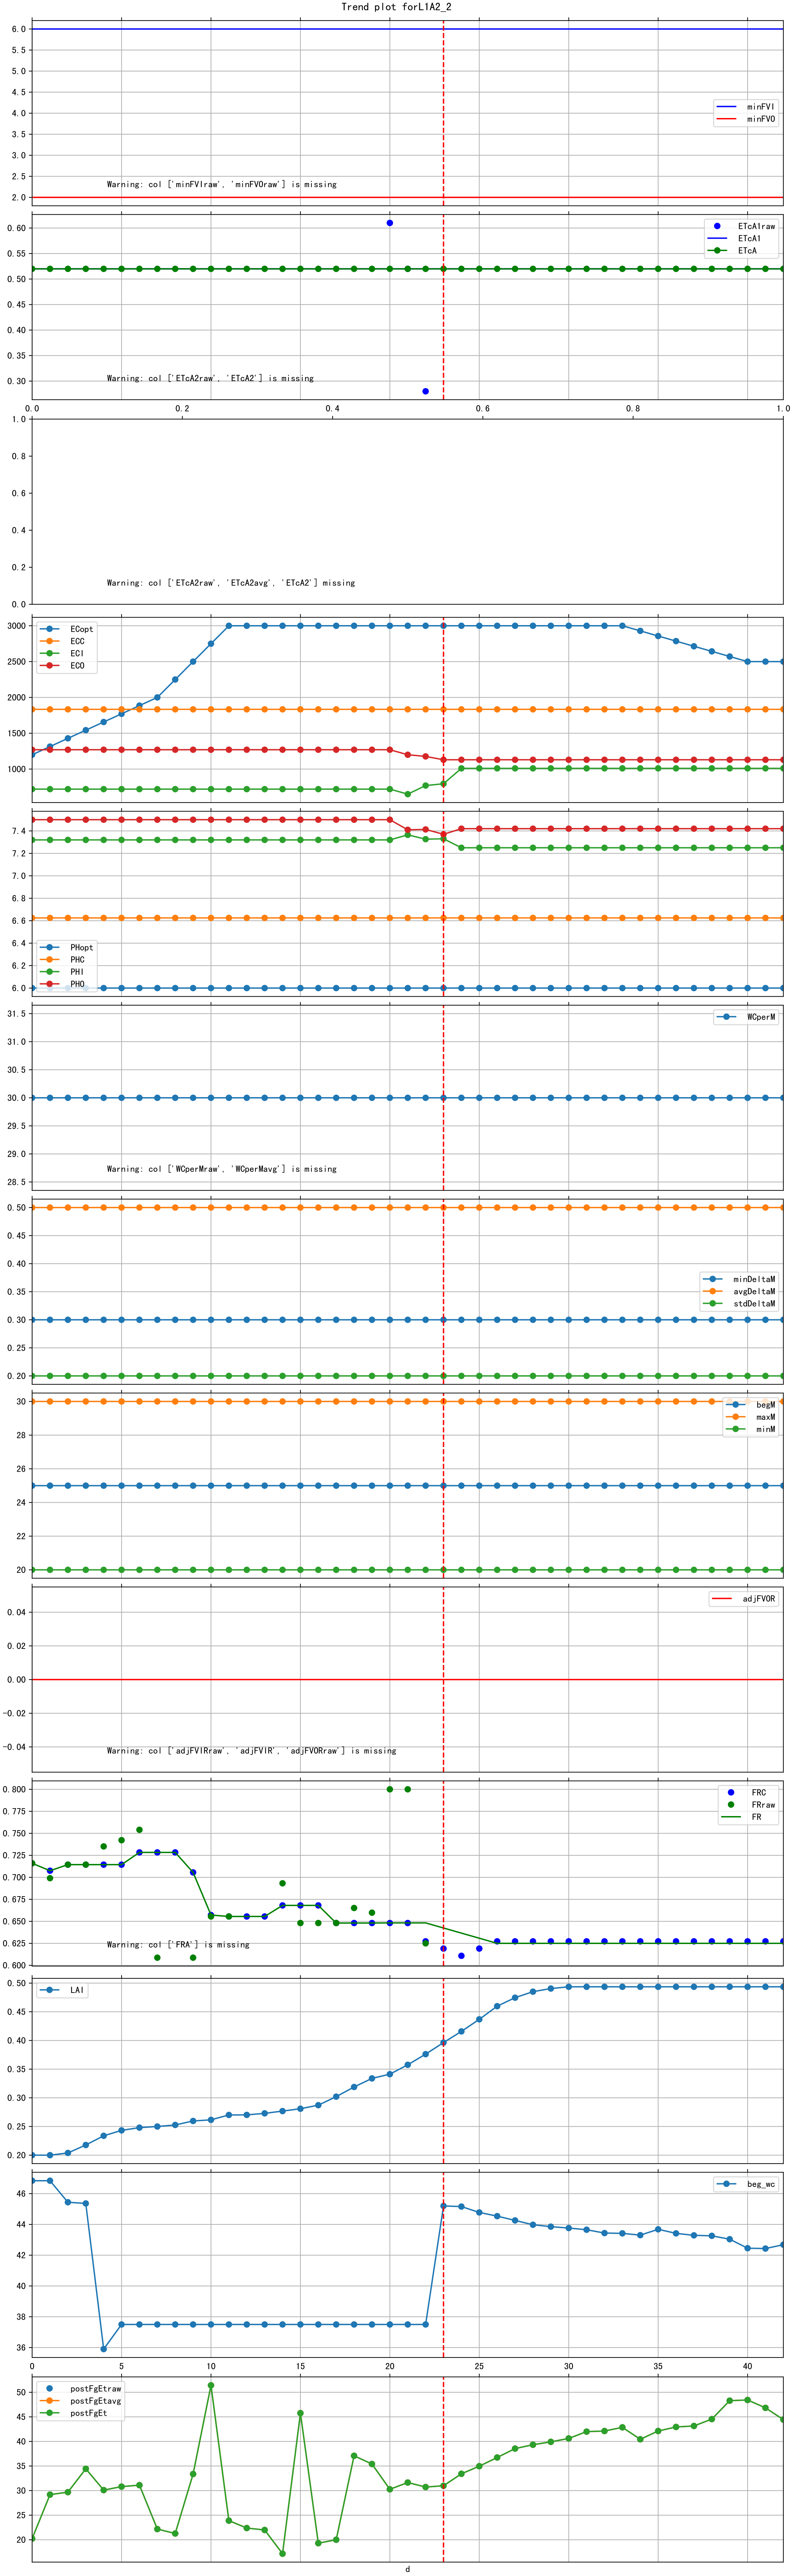 Trend plot forL1A2_2
6.0
5.5
5.0
4.5
4.0
3.5
3.0
2.5
2.0
minFVI
minFVO
Warning: col ['minFVIraw', 'minFVOraw'] is missing
0.60
0.55
0.50
0.45
0.40
0.35
0.30
ETcA1raw
ETcA1
ETcA
Warning: col ['ETcA2raw', 'ETcA2'] is missing
0.0 0.2 0.4 0.6 0.8 1.0
1.0
0.8
0.6
0.4
0.2
0.0
Warning: col ['ETcA2raw', 'ETcA2avg', 'ETcA2'] missing
3000
2500
2000
1500
1000
ECopt
ECC
ECI
ECO
7.4
7.2
7.0
6.8
6.6
6.4
6.2
6.0
PHopt
PHC
PHI
PHO
31.5
31.0
30.5
30.0
29.5
29.0
28.5
WCperM
Warning: col ['WCperMraw', 'WCperMavg'] is missing
0.50
0.45
0.40
0.35
0.30
0.25
0.20
minDeltaM
avgDeltaM
stdDeltaM
30
28
26
24
22
20
begM
maxM
minM
0.04
0.02
0.00
−0.02
−0.04
adjFVOR
Warning: col ['adjFVIRraw', 'adjFVIR', 'adjFVORraw'] is missing
0.800
0.775
0.750
0.725
0.700
0.675
0.650
0.625
0.600
FRC
FRraw
FR
Warning: col ['FRA'] is missing
0.50
0.45
0.40
0.35
0.30
0.25
0.20
LAI
46
44
42
40
38
36
beg_wc
0 5 10 15 20 25 30 35 40
50
45
40
35
30
25
20
postFgEtraw
postFgEtavg
postFgEt
d